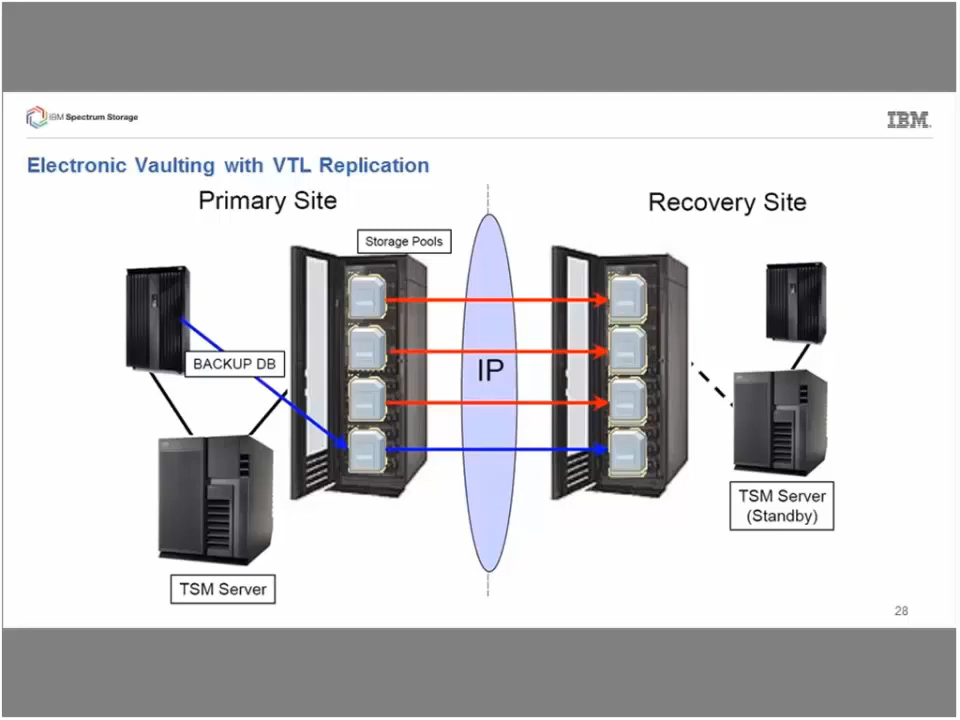 IBM Spectrum Storage
IBM
Electronic Vaulting with VTL Replication
Primary Site
Recovery Site
Storage Pools
BACKUP DB
IP
TSM Server
(Standby)
TSM Server
28